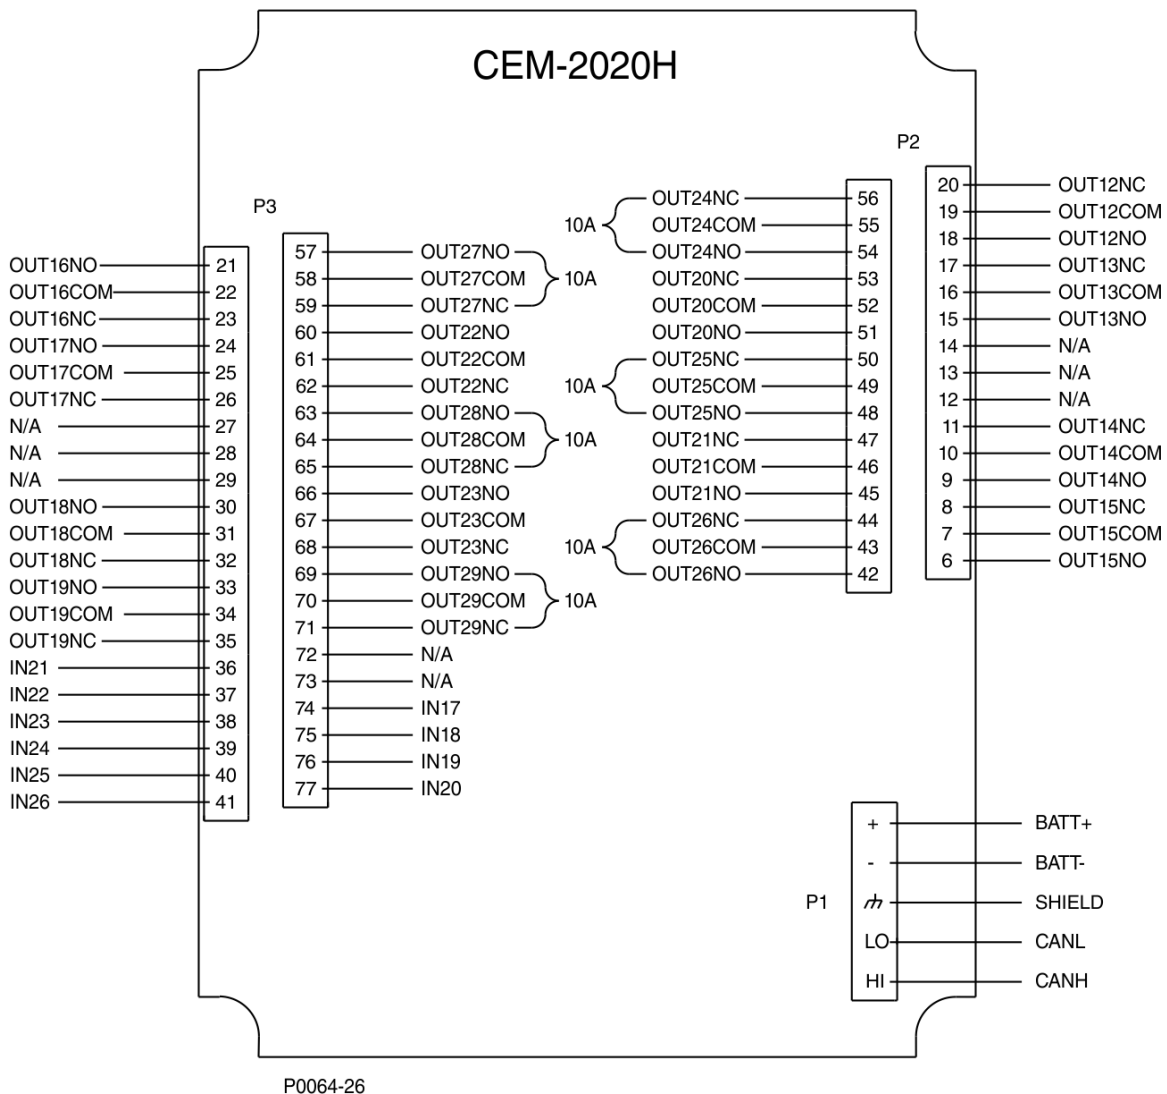 CEM-2020H
P2
P3
P1
OUT16NO 21
OUT16COM 22
OUT16NC 23
OUT17NO 24
OUT17COM 25
OUT17NC 26
N/A 27
N/A 28
N/A 29
OUT18NO 30
OUT18COM 31
OUT18NC 32
OUT19NO 33
OUT19COM 34
OUT19NC 35
IN21 36
IN22 37
IN23 38
IN24 39
IN25 40
IN26 41
57 OUT27NO
58 OUT27COM 10A
59 OUT27NC
60 OUT22NO
61 OUT22COM
62 OUT22NC
63 OUT28NO
64 OUT28COM 10A
65 OUT28NC
66 OUT23NO
67 OUT23COM
68 OUT23NC
69 OUT29NO
70 OUT29COM 10A
71 OUT29NC
72 N/A
73 N/A
74 IN17
75 IN18
76 IN19
77 IN20
OUT24NC 56
10A OUT24COM 55
OUT24NO 54
OUT20NC 53
OUT20COM 52
OUT20NO 51
OUT25NC 50
10A OUT25COM 49
OUT25NO 48
OUT21NC 47
OUT21COM 46
OUT21NO 45
OUT26NC 44
10A OUT26COM 43
OUT26NO 42
20 OUT12NC
19 OUT12COM
18 OUT12NO
17 OUT13NC
16 OUT13COM
15 OUT13NO
14 N/A
13 N/A
12 N/A
11 OUT14NC
10 OUT14COM
9 OUT14NO
8 OUT15NC
7 OUT15COM
6 OUT15NO
+ BATT+
- BATT-
SHIELD
LO CANL
HI CANH
P0064-26